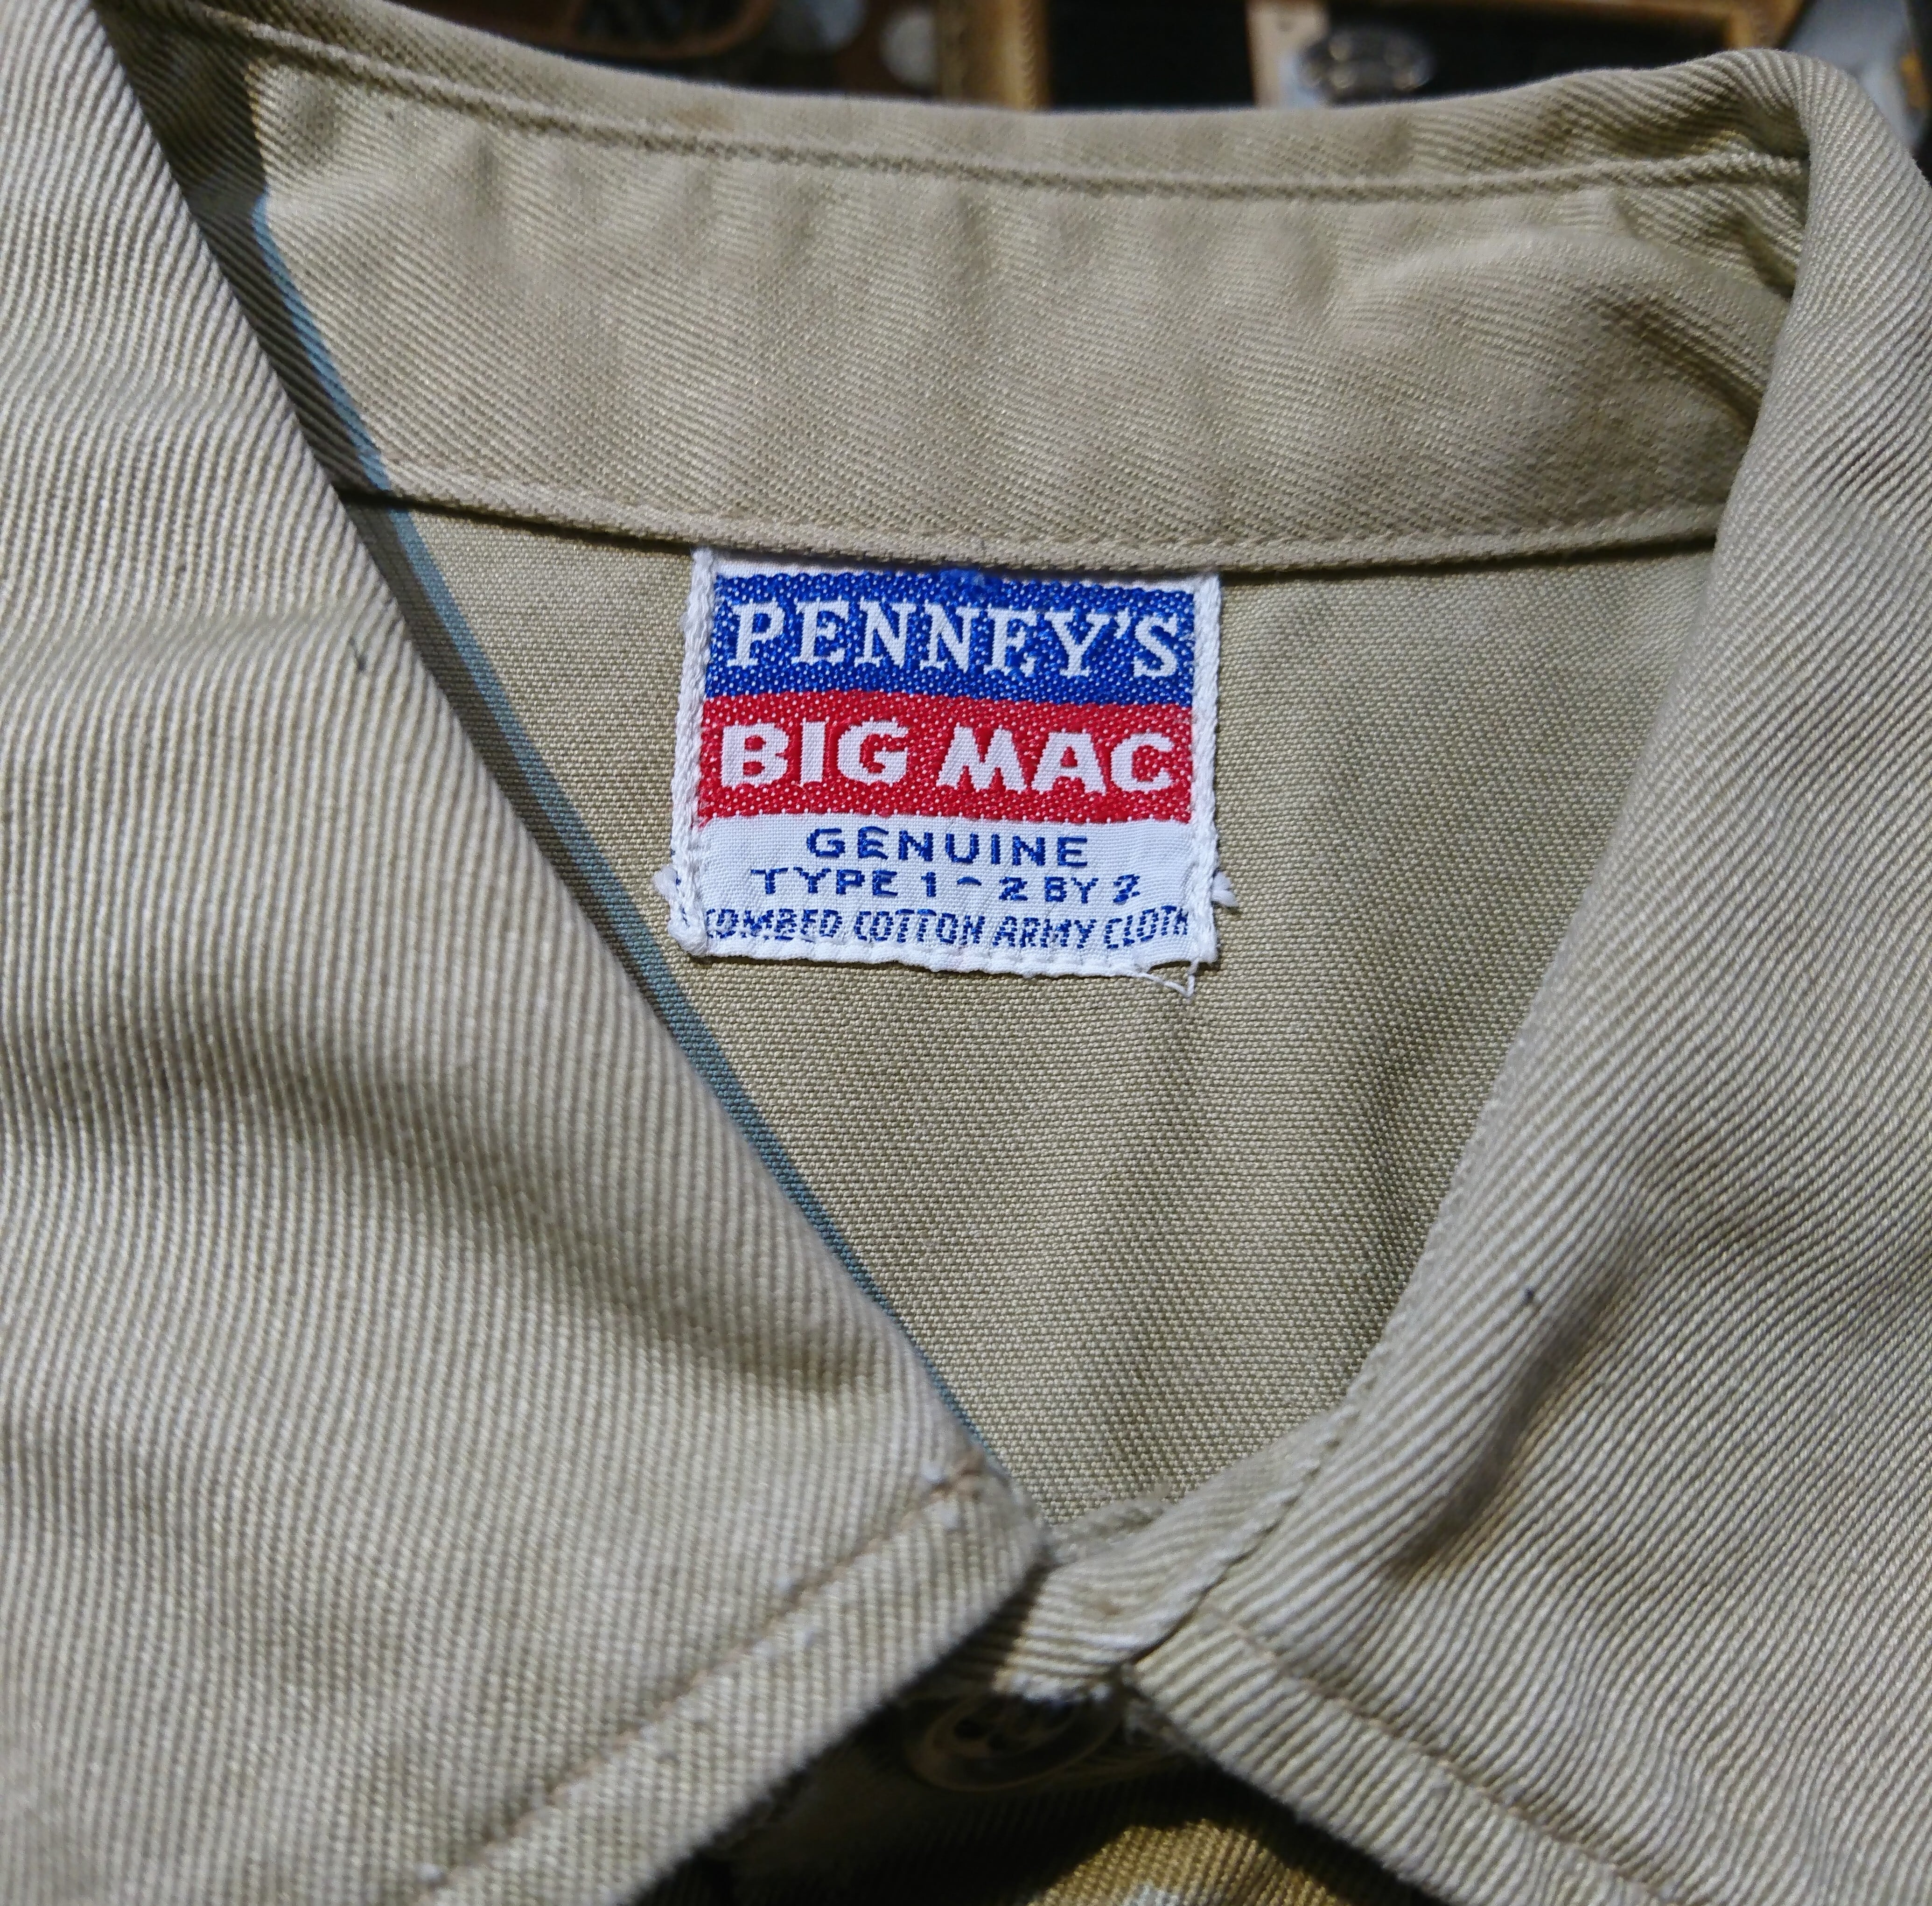 PENNEY'S
BIG MAC
GENUINE
TYPE 1-2 BY 2
COMBED COTTON ARMY CLOTH